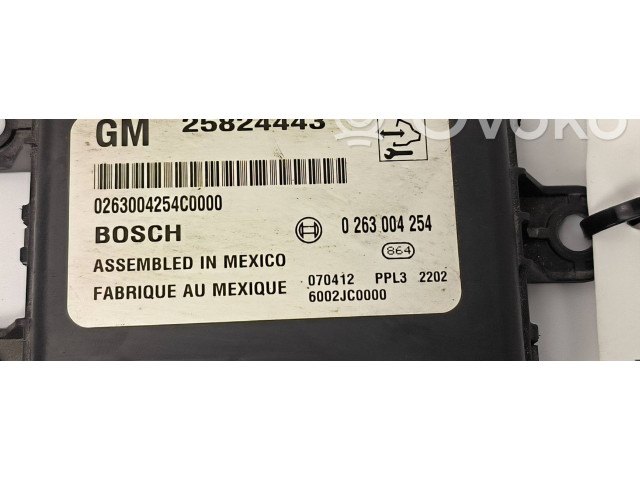 GM 25824443
OVOKO
0263004254C0000
BOSCH 0 263 004 254
864
ASSEMBLED IN MEXICO
FABRIQUE AU MEXIQUE
070412 PPL3 2202
6002JC0000